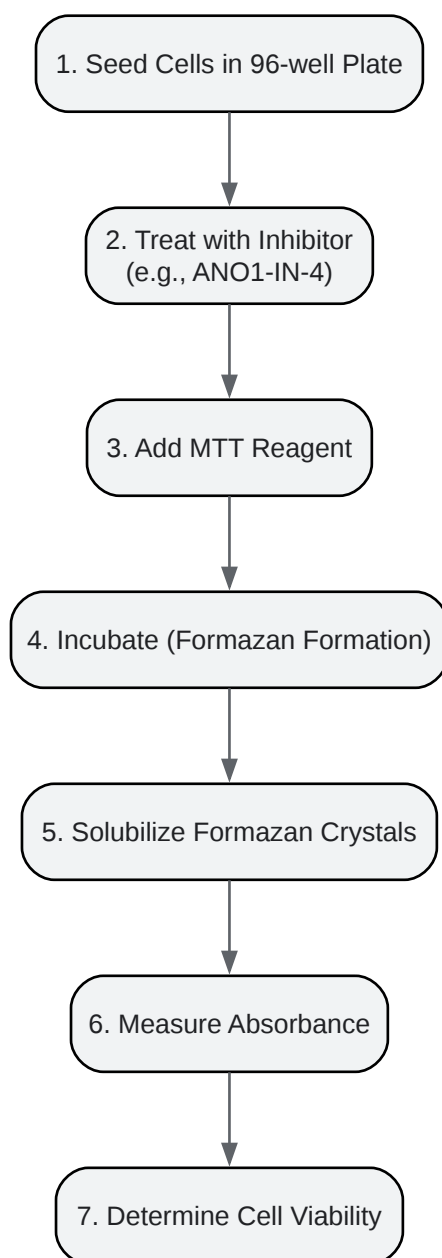 1. Seed Cells in 96-well Plate
2. Treat with Inhibitor
(e.g., ANO1-IN-4)
3. Add MTT Reagent
4. Incubate (Formazan Formation)
5. Solubilize Formazan Crystals
6. Measure Absorbance
7. Determine Cell Viability